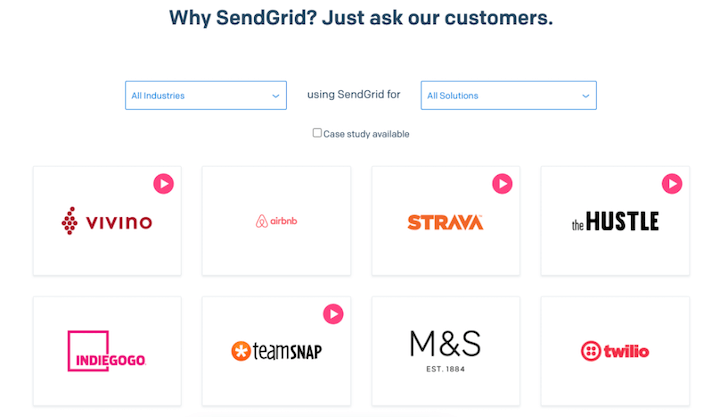 Why SendGrid? Just ask our customers.
All Industries using SendGrid for All Solutions
Case study available
VIVINO airbnb STRAVA the HUSTLE
INDIEGOGO teamSNAP M&S twilio
EST. 1884